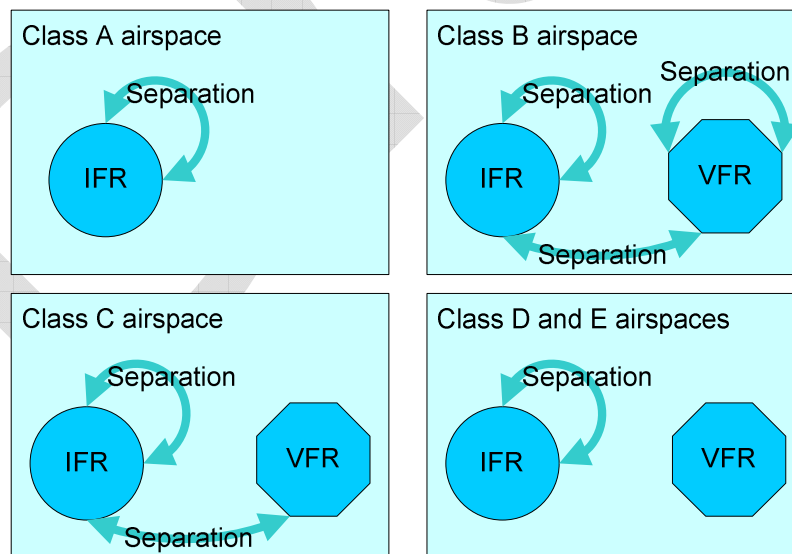 Class A airspace
Separation
IFR
Class B airspace
Separation
Separation
IFR
VFR
Separation
Class C airspace
Separation
IFR
VFR
Separation
Class D and E airspaces
Separation
IFR
VFR